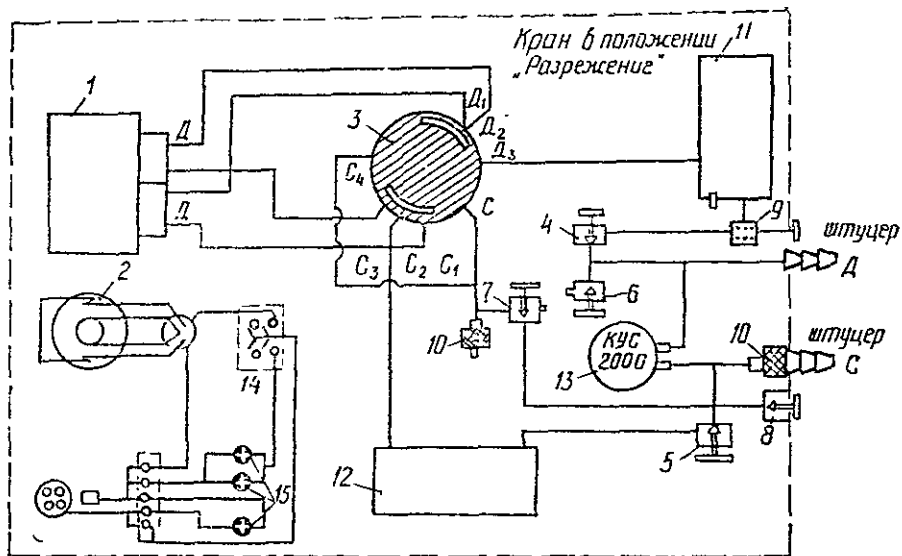 Кран в положении
„Разрежение"
11
1
Д
Д₁
3
Д₂
Д₃
С₄
С
Д
4
9
штуцер
Д
2
С₃
С₂
С₁
7
6
10
КУС
2000
10
штуцер
С
13
14
8
5
12
15